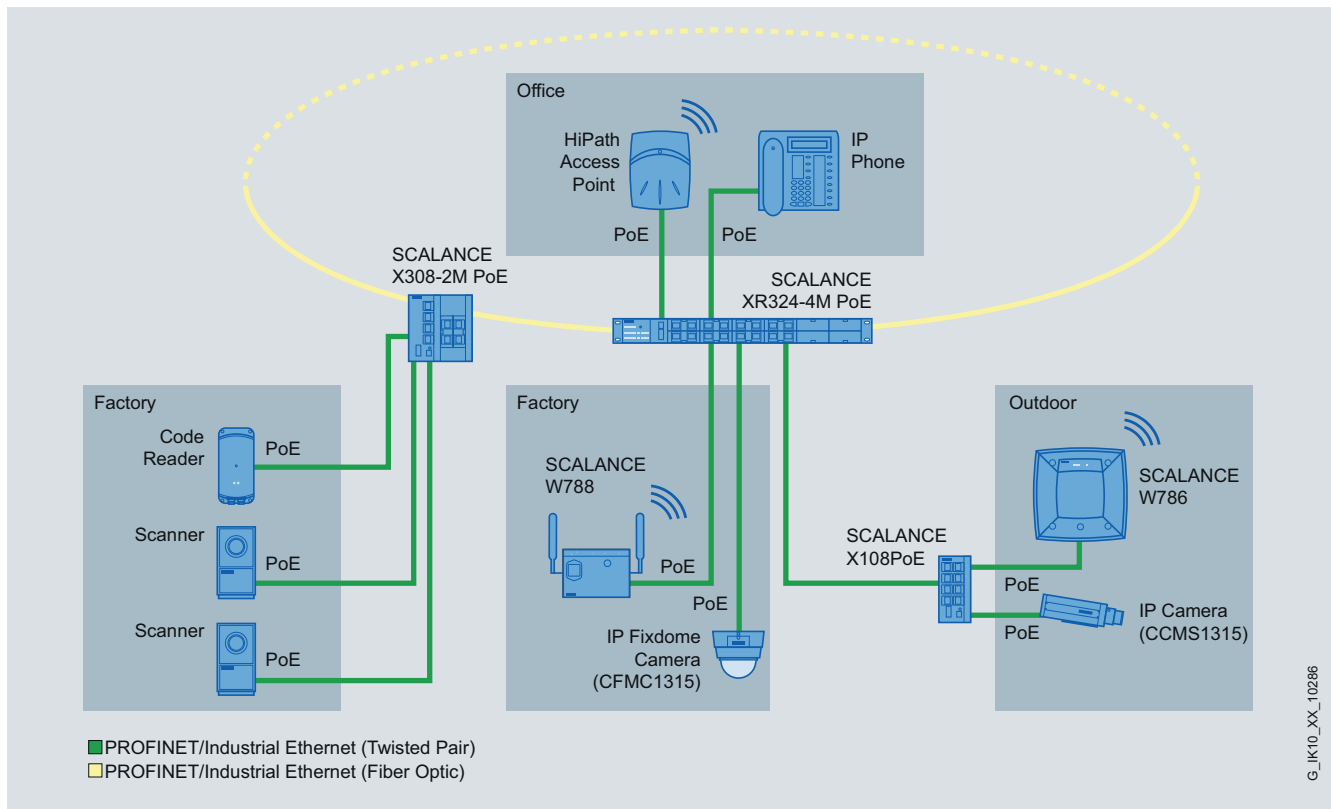 Office
HiPath
Access
Point
IP
Phone
PoE
PoE
SCALANCE
X308-2M PoE
SCALANCE
XR324-4M PoE
Factory
Code
Reader
PoE
Scanner
PoE
Scanner
PoE
Factory
SCALANCE
W788
PoE
PoE
IP Fixdome
Camera
(CFMC1315)
Outdoor
SCALANCE
W786
SCALANCE
X108PoE
PoE
PoE
IP Camera
(CCMS1315)
PROFINET/Industrial Ethernet (Twisted Pair)
PROFINET/Industrial Ethernet (Fiber Optic)
G_IK10_XX_10286